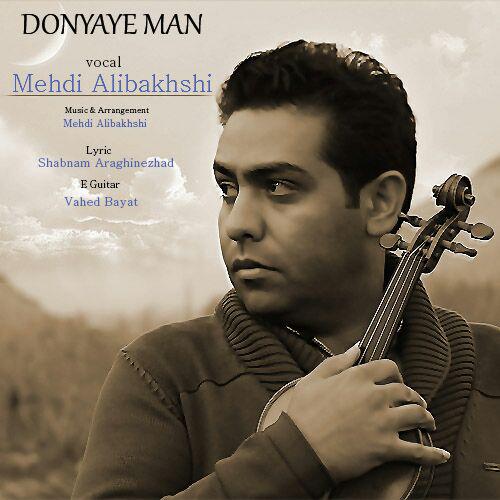 DONYAYE MAN
vocal
Mehdi Alibakhshi
Music & Arrangement
Mehdi Alibakhshi
Lyric
Shabnam Araghinezhad
E Guitar
Vahed Bayat